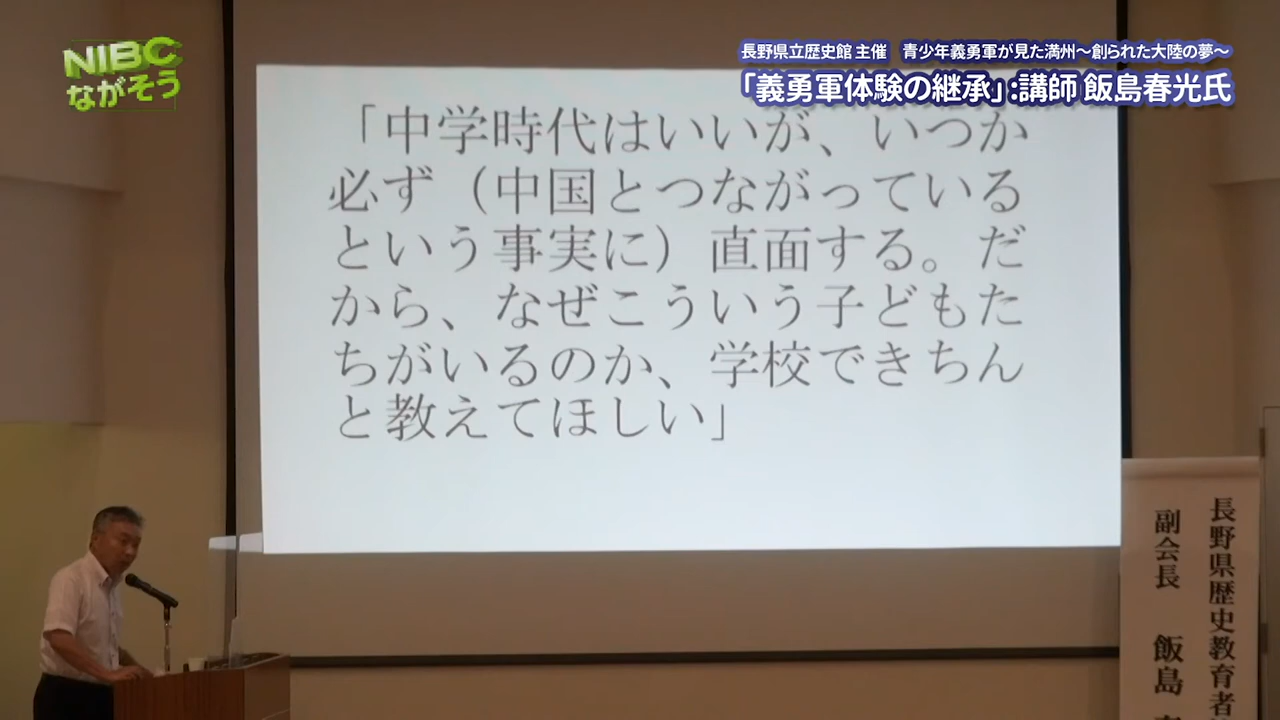 NIBC
ながそう
長野県立歴史館 主催　青少年義勇軍が見た満州～創られた大陸の夢～
「義勇軍体験の継承」:講師 飯島春光氏
「中学時代はいいが、いつか
必ず（中国とつながっている
という事実に）直面する。だ
から、なぜこういう子どもた
ちがいるのか、学校できちん
と教えてほしい」
長野県歴史教育者
副会長　飯島